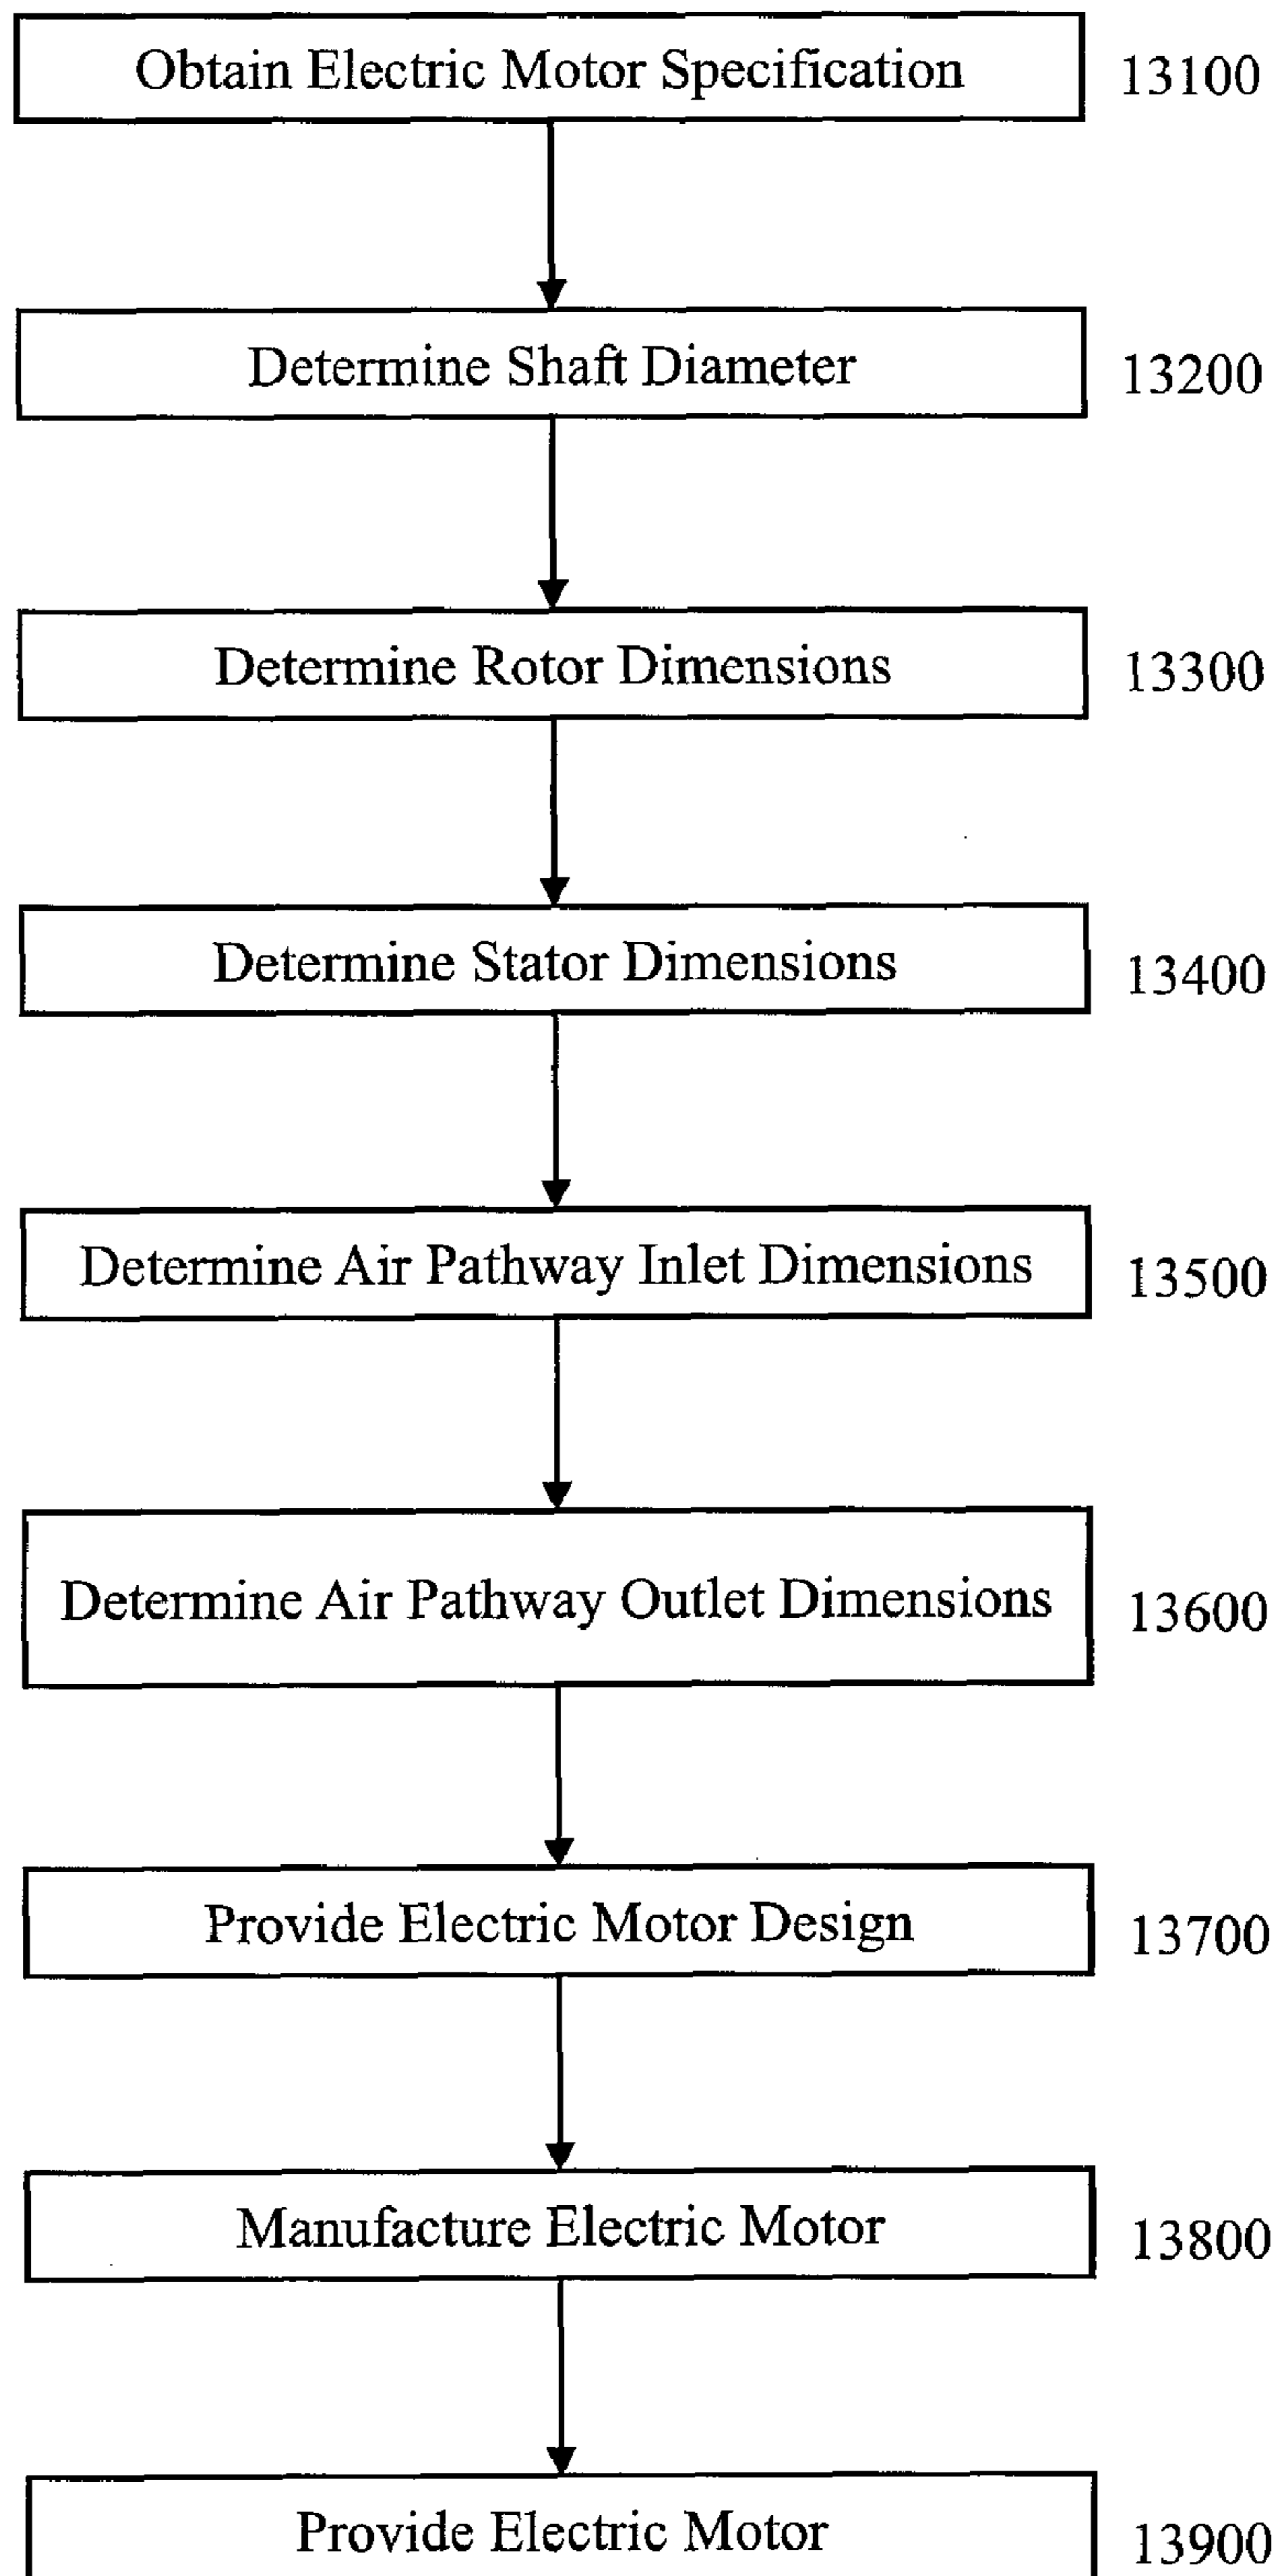 Obtain Electric Motor Specification 13100
Determine Shaft Diameter 13200
Determine Rotor Dimensions 13300
Determine Stator Dimensions 13400
Determine Air Pathway Inlet Dimensions 13500
Determine Air Pathway Outlet Dimensions 13600
Provide Electric Motor Design 13700
Manufacture Electric Motor 13800
Provide Electric Motor 13900